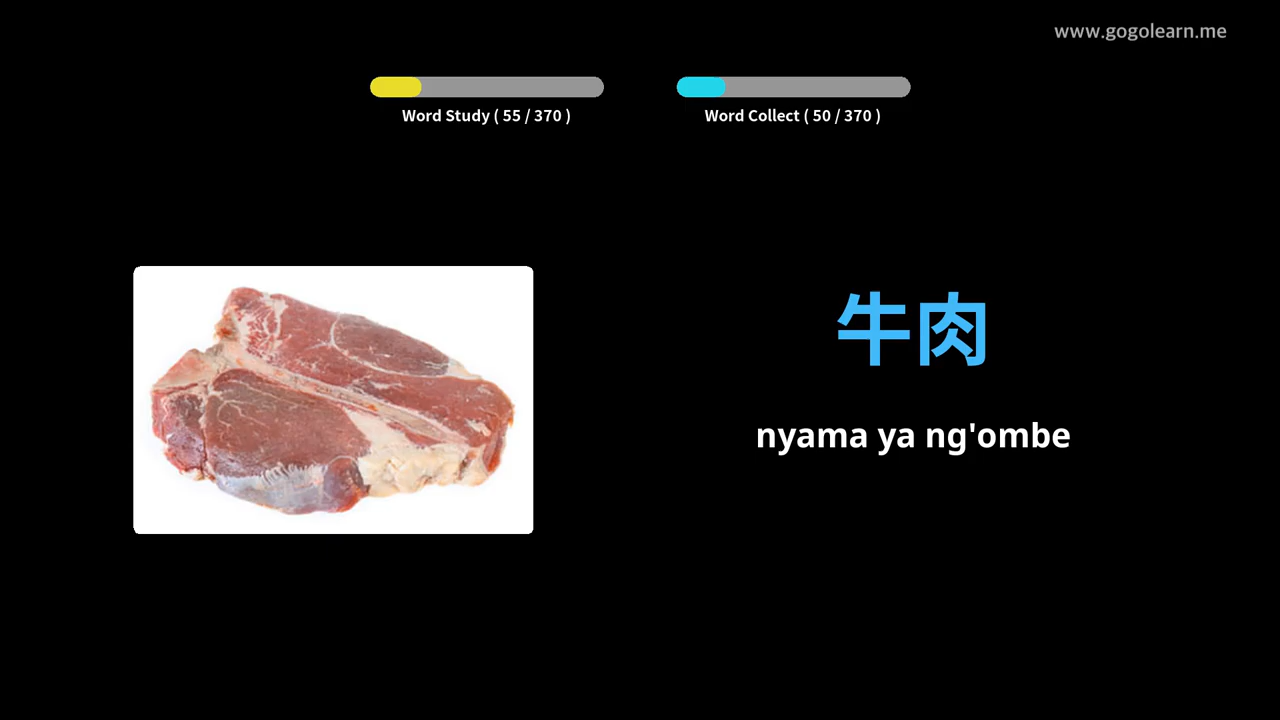 www.gogolearn.me
Word Study ( 55 / 370 )
Word Collect ( 50 / 370 )
牛肉
nyama ya ng'ombe